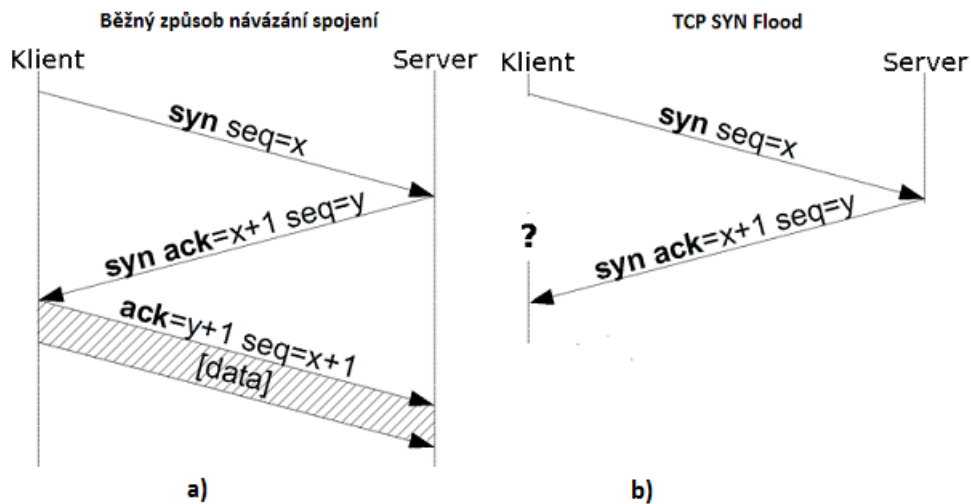 Běžný způsob návázání spojení
Klient
Server
syn seq=x
syn ack=x+1 seq=y
ack=y+1 seq=x+1
[data]
a)
TCP SYN Flood
Klient
Server
syn seq=x
?
syn ack=x+1 seq=y
b)